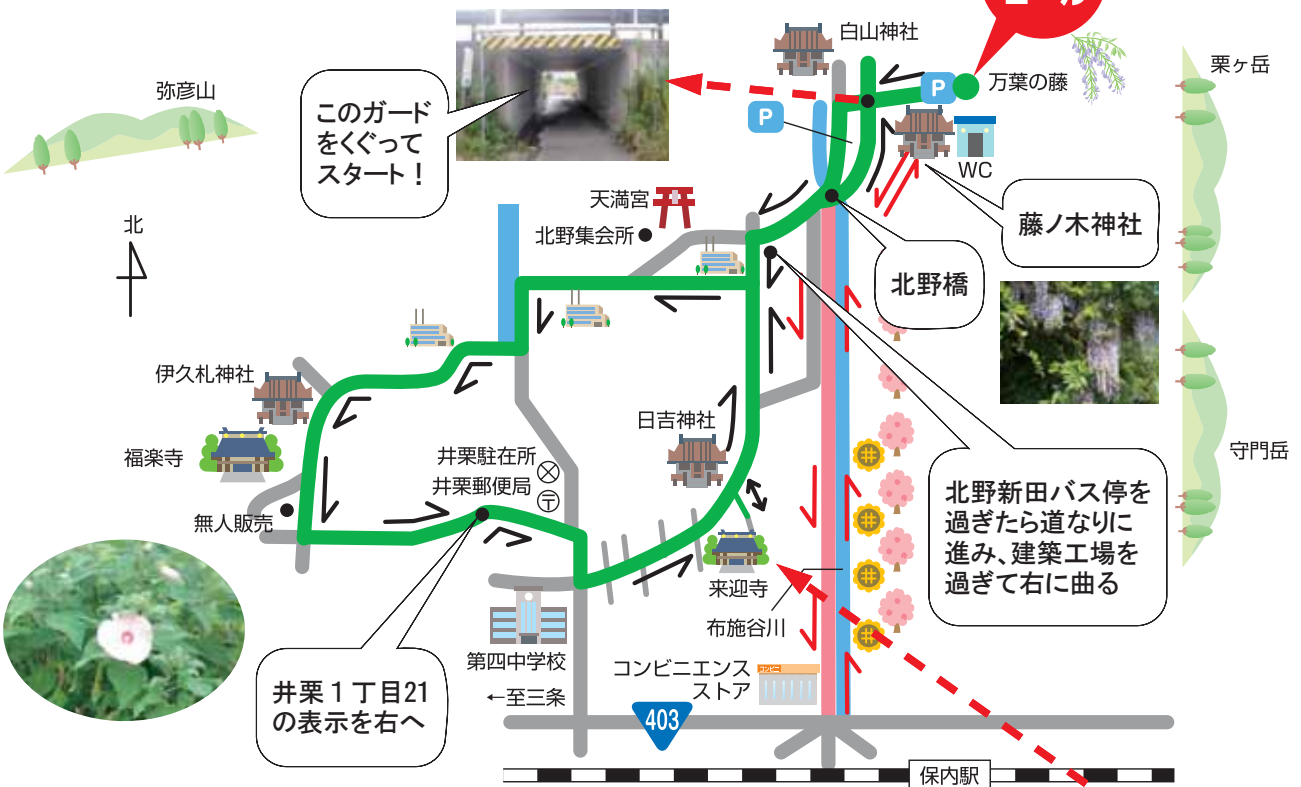 白山神社
万葉の藤
栗ヶ岳
弥彦山
このガード
をくぐって
スタート！
P
P
WC
藤ノ木神社
天満宮
北野集会所
北
北野橋
伊久礼神社
福楽寺
無人販売
日吉神社
井栗駐在所
井栗郵便局
守門岳
北野新田バス停を
過ぎたら道なりに
進み、建築工場を
過ぎて右に曲る
来迎寺
布施谷川
第四中学校
←至三条
コンビニエンス
ストア
コンビニ
井栗１丁目21
の表示を右へ
403
保内駅